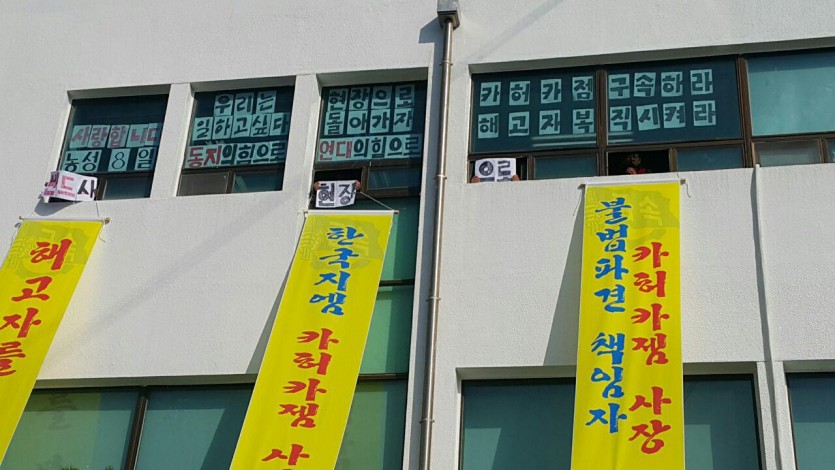 사랑합니다
농성8일
우리는
일하고싶다
동지의힘으로
현장으로
돌아가자
연대의힘으로
카허카젬 구속하라
해고자복직시켜라
현장
으로
해고자를
한국지엠 카허카젬 사
불법파견 책임자
카허카젬 사장